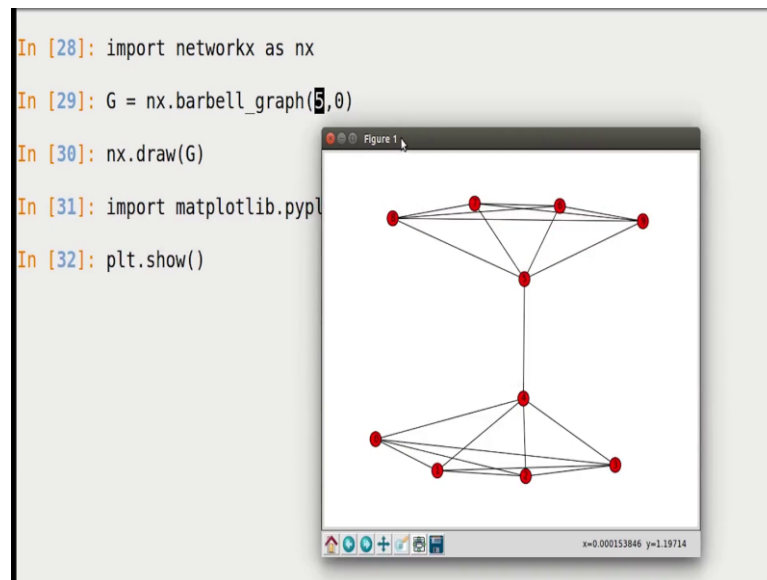 In [28]: import networkx as nx
In [29]: G = nx.barbell_graph(5,0)
Figure 1
In [30]: nx.draw(G)
In [31]: import matplotlib.pypl
In [32]: plt.show()
x=0.000153846 y=1.19714